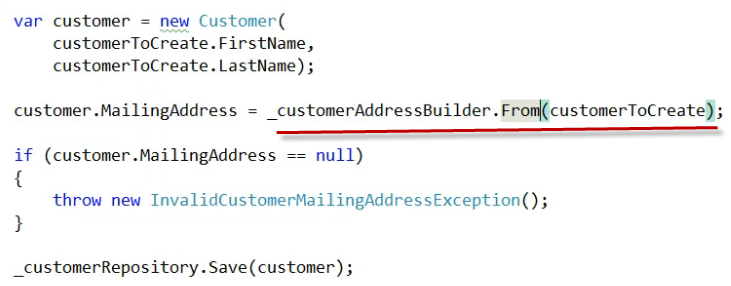 var customer = new Customer(
    customerToCreate.FirstName,
    customerToCreate.LastName);
customer.MailingAddress = _customerAddressBuilder.From(customerToCreate);
if (customer.MailingAddress == null)
{
    throw new InvalidCustomerMailingAddressException();
}
_customerRepository.Save(customer);